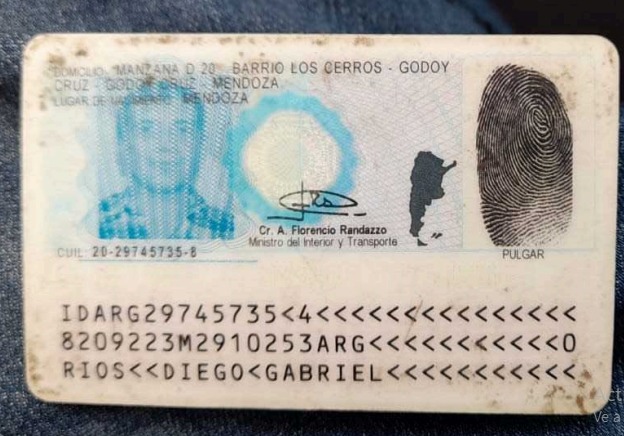 DOMICILIO: MANZANA D 20 BARRIO LOS CERROS - GODOY
CRUZ - GODOY CRUZ - MENDOZA
LUGAR DE NACIMIENTO: MENDOZA
Cr. A. Florencio Randazzo
Ministro del Interior y Transporte
CUIL: 20-29745735-8
PULGAR
IDARG29745735<4<<<<<<<<<<<<<<<
8209223M2910253ARG<<<<<<<<<<<0
RIOS<<DIEGO<GABRIEL<<<<<<<<<<<